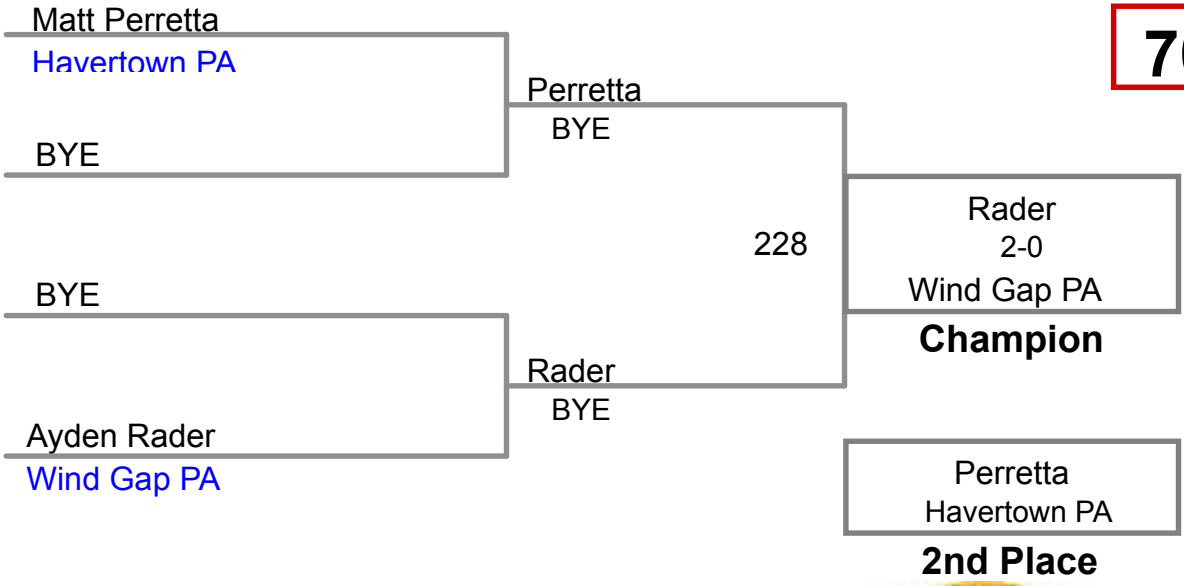 Matt Perretta
Havertown PA
Perretta
BYE
BYE
228
Rader
2-0
Wind Gap PA
Champion
BYE
Rader
BYE
Ayden Rader
Wind Gap PA
Perretta
Havertown PA
2nd Place